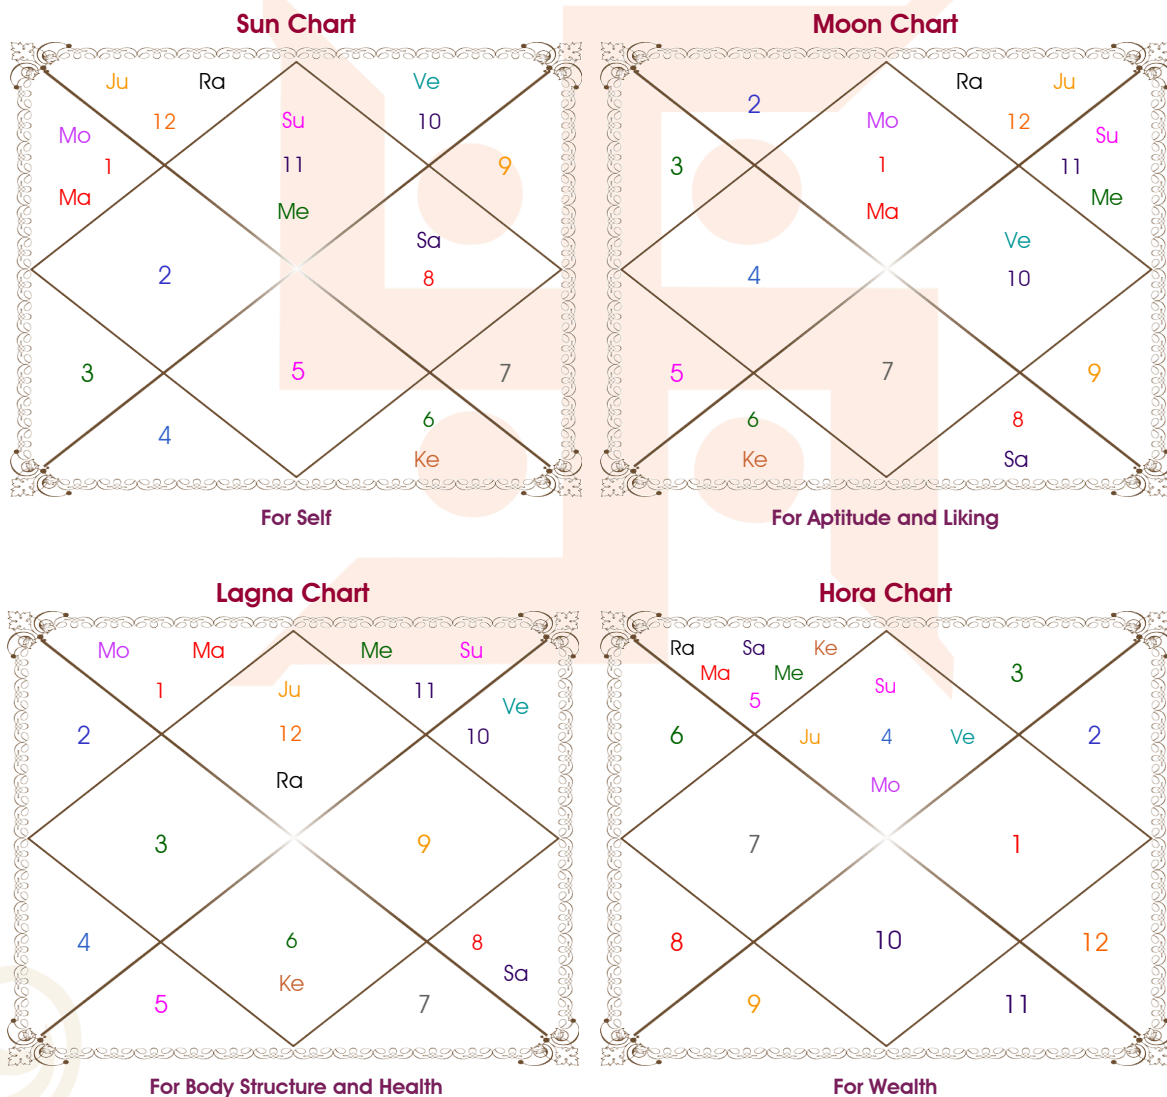 Sun Chart
Ju Ra Ve
12 Su 10
Mo
1 11 9
Ma
Me
Sa
2 8
3 5 7
4 6
Ke
For Self
Moon Chart
Ra Ju
2 Mo 12
Su
3 1 11
Ma Me
Ve
4 10
5 7 9
6 8
Ke Sa
For Aptitude and Liking
Lagna Chart
Mo Ma Me Su
1 Ju 11
Ve
2 12 10
Ra
3 9
4 6 8
Ke Sa
5 7
For Body Structure and Health
Hora Chart
Ra Sa Ke
Ma Me 3
5 Su
6 Ju 4 Ve 2
Mo
7 1
8 10 12
9 11
For Wealth